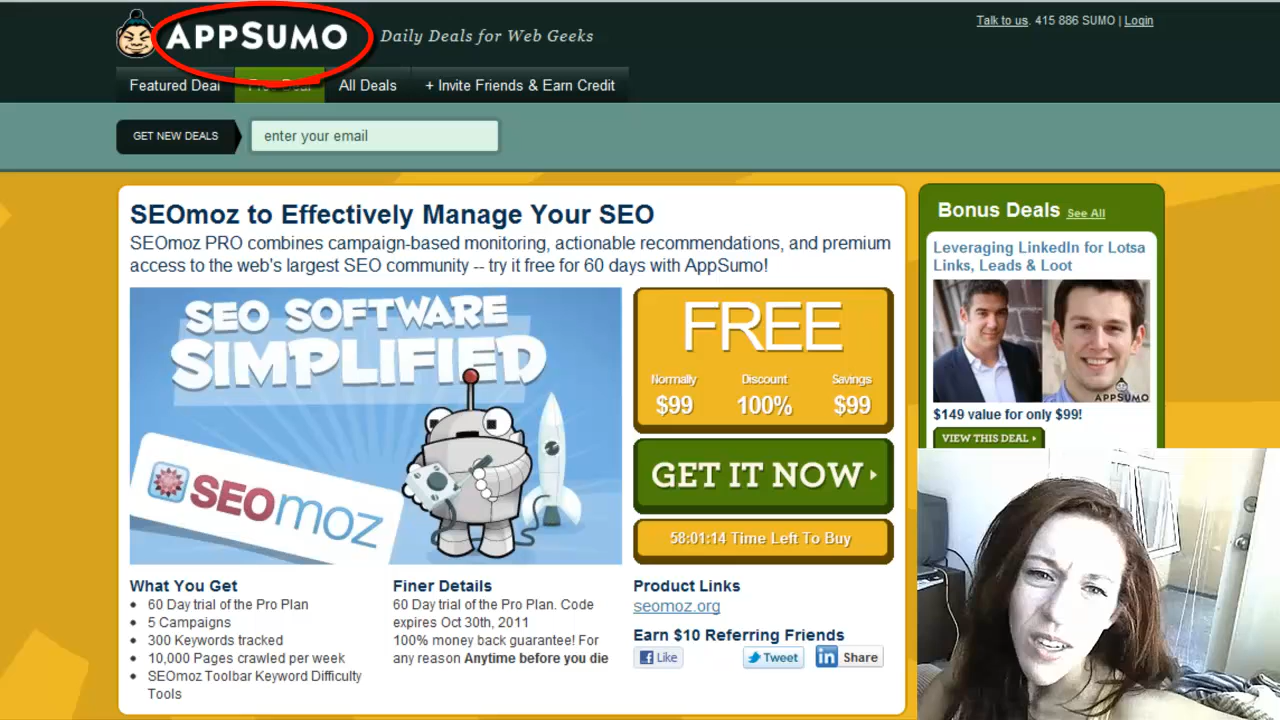 APPSUMO
Daily Deals for Web Geeks
Talk to us. 415 886 SUMO | Login
Featured Deal
Free Deal
All Deals
+ Invite Friends & Earn Credit
GET NEW DEALS
enter your email
SEOmoz to Effectively Manage Your SEO
SEOmoz PRO combines campaign-based monitoring, actionable recommendations, and premium
access to the web's largest SEO community -- try it free for 60 days with AppSumo!
SEO SOFTWARE
SIMPLIFIED
SEOmoz
FREE
Normally Discount Savings
$99 100% $99
GET IT NOW
58:01:14 Time Left To Buy
What You Get
• 60 Day trial of the Pro Plan
• 5 Campaigns
• 300 Keywords tracked
• 10,000 Pages crawled per week
• SEOmoz Toolbar Keyword Difficulty
Tools
Finer Details
60 Day trial of the Pro Plan. Code
expires Oct 30th, 2011
100% money back guarantee! For
any reason Anytime before you die
Product Links
seomoz.org
Earn $10 Referring Friends
Like
Tweet
in Share
Bonus Deals See All
Leveraging LinkedIn for Lotsa
Links, Leads & Loot
APPSUMO
$149 value for only $99!
VIEW THIS DEAL